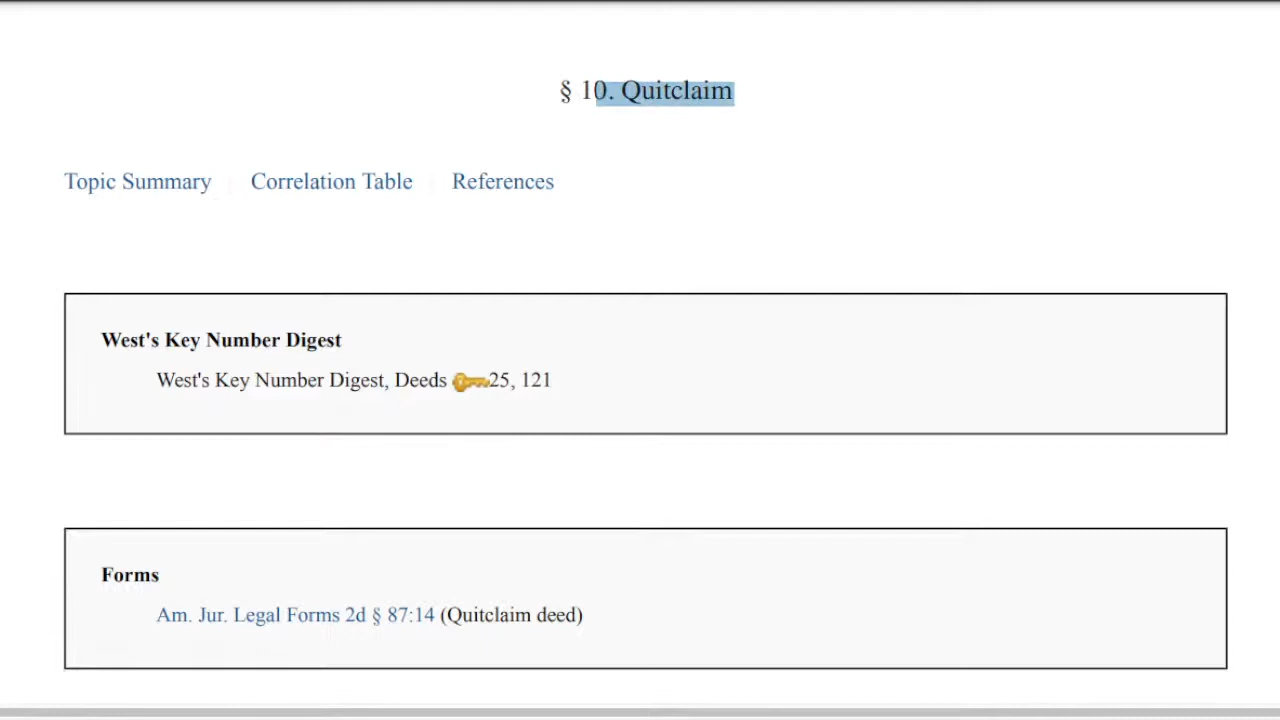 § 10. Quitclaim
Topic Summary Correlation Table References
West's Key Number Digest
West's Key Number Digest, Deeds 25, 121
Forms
Am. Jur. Legal Forms 2d § 87:14 (Quitclaim deed)